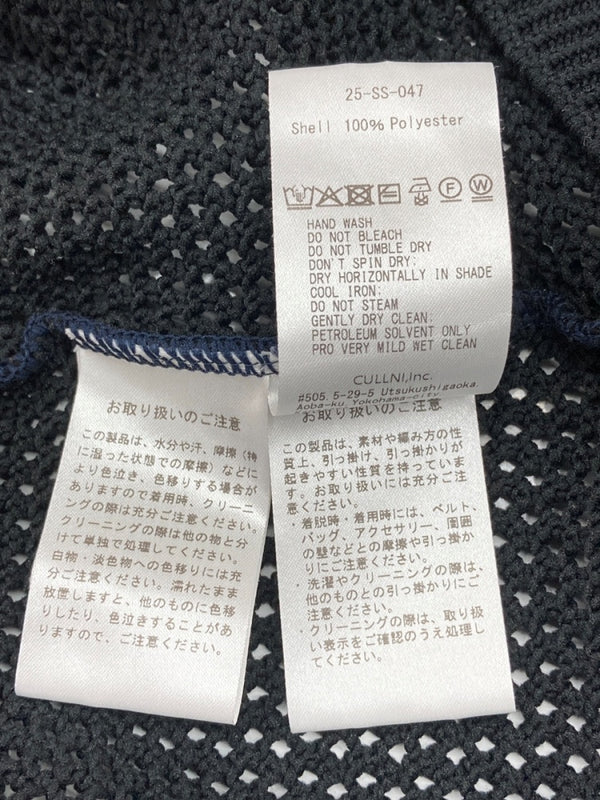 25-SS-047
Shell 100% Polyester
HAND WASH
DO NOT BLEACH
DO NOT TUMBLE DRY
DON'T SPIN DRY:
DRY HORIZONTALLY IN SHADE
COOL IRON:
DO NOT STEAM
GENTLY DRY CLEAN:
PETROLEUM SOLVENT ONLY
PRO VERY MILD WET CLEAN
CULLNI,Inc.
#505 5-29-5 Utsukushigaoka,
Aoba-ku, Yokohama-city
お取り扱いのご注意
この製品は、水分や汗、摩擦（特
に湿った状態での摩擦）などに
より色泣き、色移りする場合が
ありますので着用時、クリーニ
ングの際は充分ご注意ください。
クリーニングの際は他の物と分
けて単独で処理してください。
白物・淡色物への色移りには充
分ご注意ください。濡れたまま
放置しますと、他のものに色移
りしたり、色泣きすることがあ
りますので、ご注意ください。
お取り扱いのご注意
この製品は、素材や編み方の性
質上、引っ掛け、引っ掛かりが
起きやすい性質を持っていま
す。お取り扱いには充分ご注
意ください。
・着脱時・着用時には、ベルト、
バッグ、アクセサリー、周囲
の壁などとの摩擦や引っ掛か
りにご注意ください。
・洗濯やクリーニングの際は、
他のものとの引っ掛かりにご
注意ください。
・クリーニングの際は、取り扱
い表示をご確認のうえ処理し
てください。